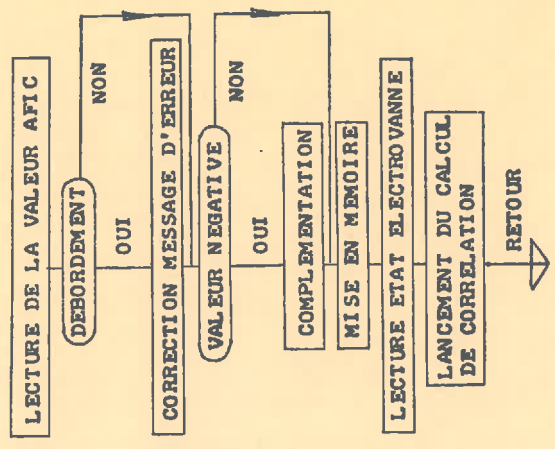 LECTURE DE LA VALEUR AFIC
DEBORDEMENT
NON
OUI
CORRECTION MESSAGE D'ERREUR
VALEUR NEGATIVE
NON
OUI
COMPLEMENTATION
MISE EN MEMOIRE
LECTURE ETAT ELECTROVANNE
LANCEMENT DU CALCUL
DE CORRELATION
RETOUR